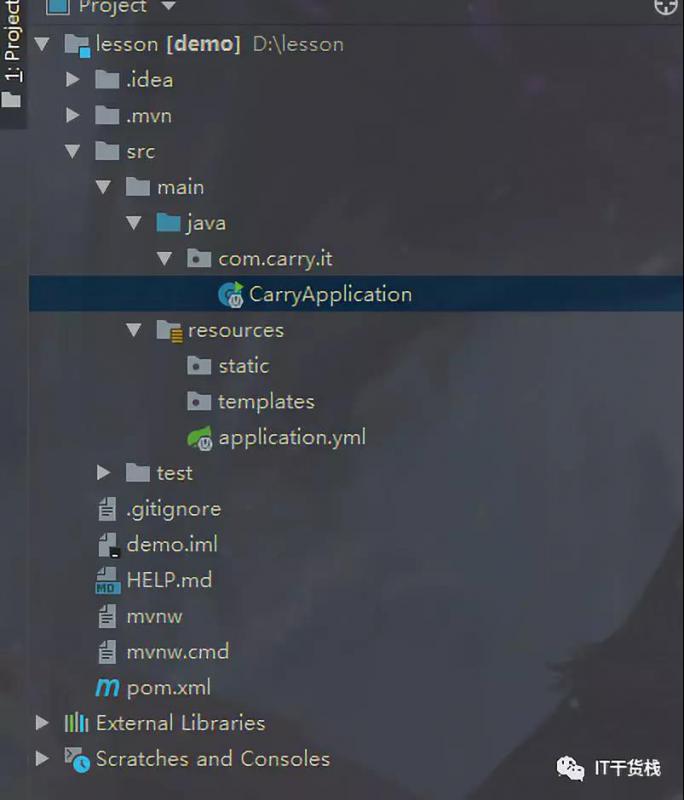 Project
1: Project
lesson [demo] D:\lesson
.idea
.mvn
src
main
java
com.carry.it
CarryApplication
resources
static
templates
application.yml
test
.gitignore
demo.iml
MD HELP.md
mvnw
mvnw.cmd
m pom.xml
External Libraries
Scratches and Consoles
IT干货栈